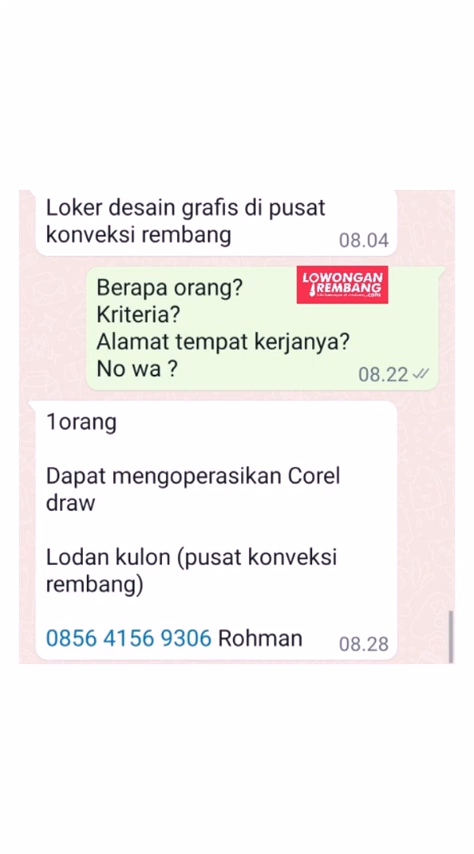 Loker desain grafis di pusat
konveksi rembang
08.04
Berapa orang?
LOWONGAN
REMBANG
Kriteria?
Alamat tempat kerjanya?
No wa ?
08.22
1orang
Dapat mengoperasikan Corel
draw
Lodan kulon (pusat konveksi
rembang)
0856 4156 9306 Rohman
08.28